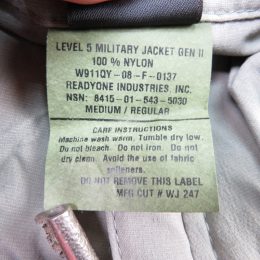 LEVEL 5 MILITARY JACKET GEN II
100 % NYLON
W911QY-08-F-0137
READYONE INDUSTRIES, INC.
NSN: 8415-01-543-5030
MEDIUM / REGULAR
CARE INSTRUCTIONS
Machine wash warm. Tumble dry low.
Do not bleach. Do not iron. Do not
dry clean. Avoid the use of fabric
softeners.
DO NOT REMOVE THIS LABEL
MFG CUT # WJ 247